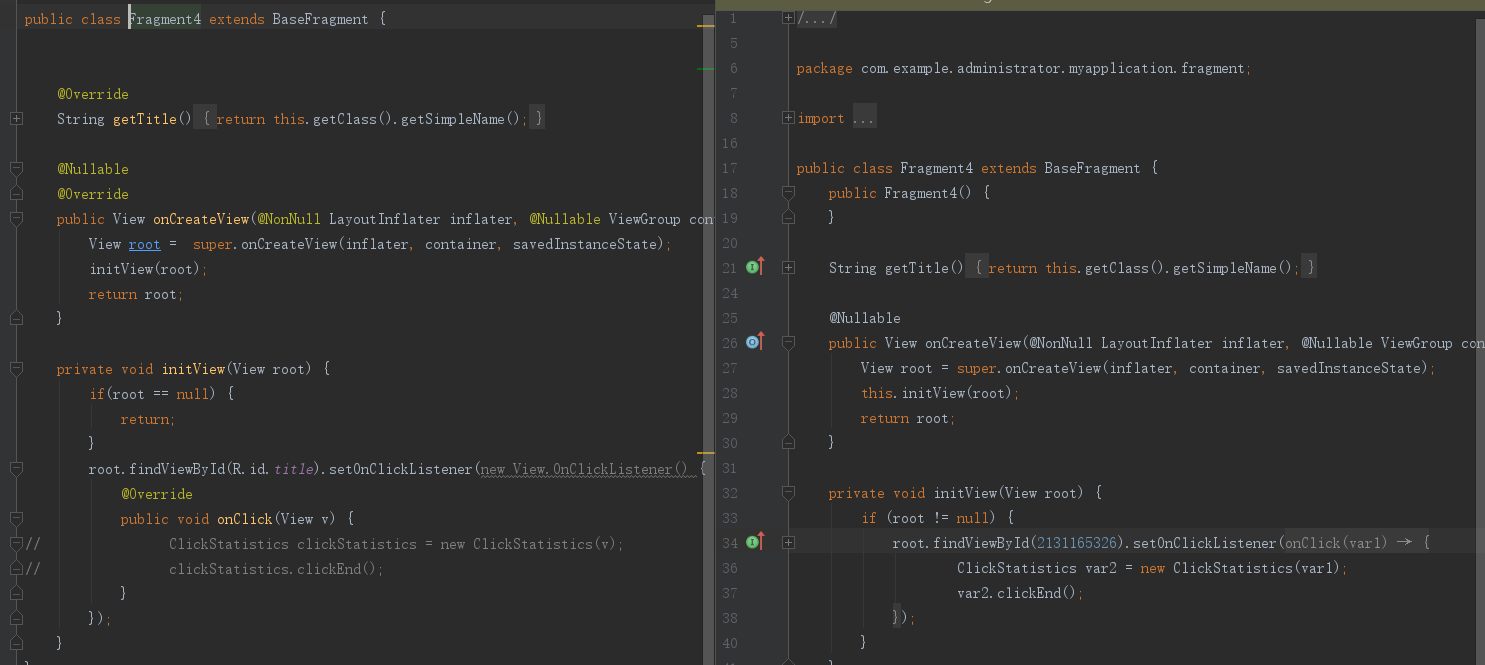 public class Fragment4 extends BaseFragment {
@Override
String getTitle() { return this.getClass().getSimpleName(); }
@Nullable
@Override
public View onCreateView(@NonNull LayoutInflater inflater, @Nullable ViewGroup con
View root =  super.onCreateView(inflater, container, savedInstanceState);
initView(root);
return root;
}
private void initView(View root) {
if(root == null) {
return;
}
root.findViewById(R.id.title).setOnClickListener(new View.OnClickListener() {
@Override
public void onClick(View v) {
//                ClickStatistics clickStatistics = new ClickStatistics(v);
//                clickStatistics.clickEnd();
}
});
}
1 /.../
5
6 package com.example.administrator.myapplication.fragment;
7
8 import ...
16
17 public class Fragment4 extends BaseFragment {
18 public Fragment4() {
19 }
20
21 String getTitle() { return this.getClass().getSimpleName(); }
24
25 @Nullable
26 public View onCreateView(@NonNull LayoutInflater inflater, @Nullable ViewGroup con
27 View root = super.onCreateView(inflater, container, savedInstanceState);
28 this.initView(root);
29 return root;
30 }
31
32 private void initView(View root) {
33 if (root != null) {
34 root.findViewById(2131165326).setOnClickListener(onClick(var1) → {
36 ClickStatistics var2 = new ClickStatistics(var1);
37 var2.clickEnd();
38 });
40 }